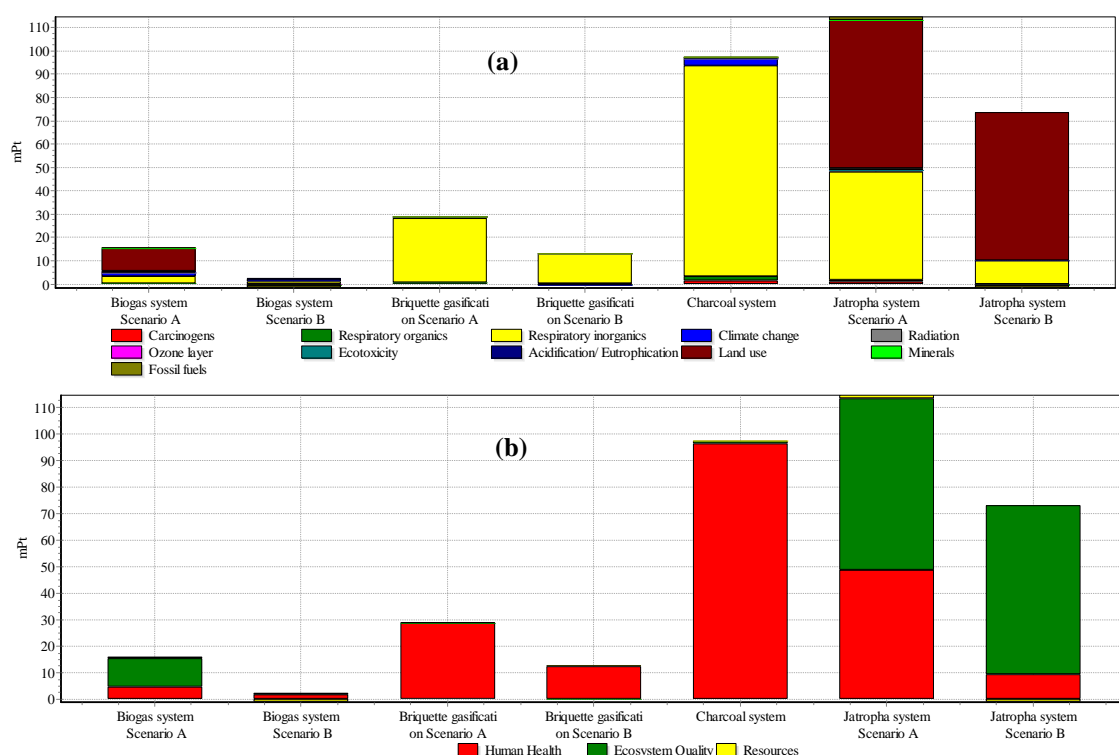 110
(a)
100
90
80
70
60
mPt
50
40
30
20
10
0
Biogas system Scenario A
Biogas system Scenario B
Briquette gasificati on Scenario A
Briquette gasificati on Scenario B
Charcoal system
Jatropha system Scenario A
Jatropha system Scenario B
Carcinogens Respiratory organics Respiratory inorganics Climate change Radiation
Ozone layer Ecotoxicity Acidification/ Eutrophication Land use Minerals
Fossil fuels
110
(b)
100
90
80
70
60
mPt
50
40
30
20
10
0
Biogas system Scenario A
Biogas system Scenario B
Briquette gasificati on Scenario A
Briquette gasificati on Scenario B
Charcoal system
Jatropha system Scenario A
Jatropha system Scenario B
Human Health Ecosystem Quality Resources